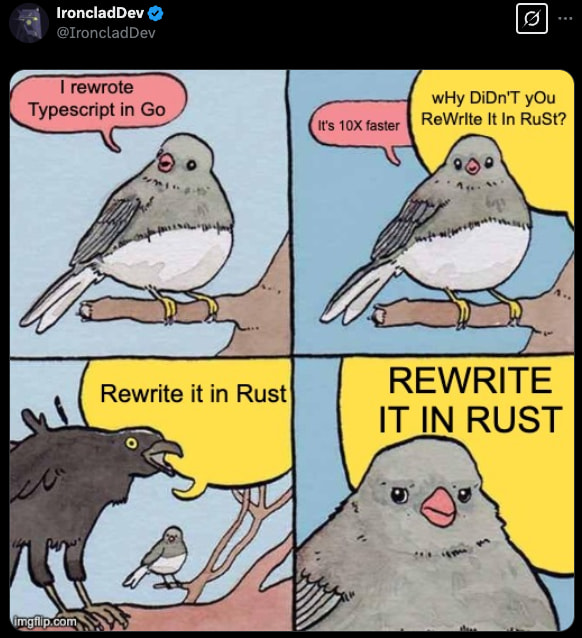 IroncladDev
@IroncladDev
I rewrote
Typescript in Go
It's 10X faster
wHy DiDn'T yOu
ReWrIte It In RuSt?
Rewrite it in Rust
REWRITE
IT IN RUST
imgflip.com